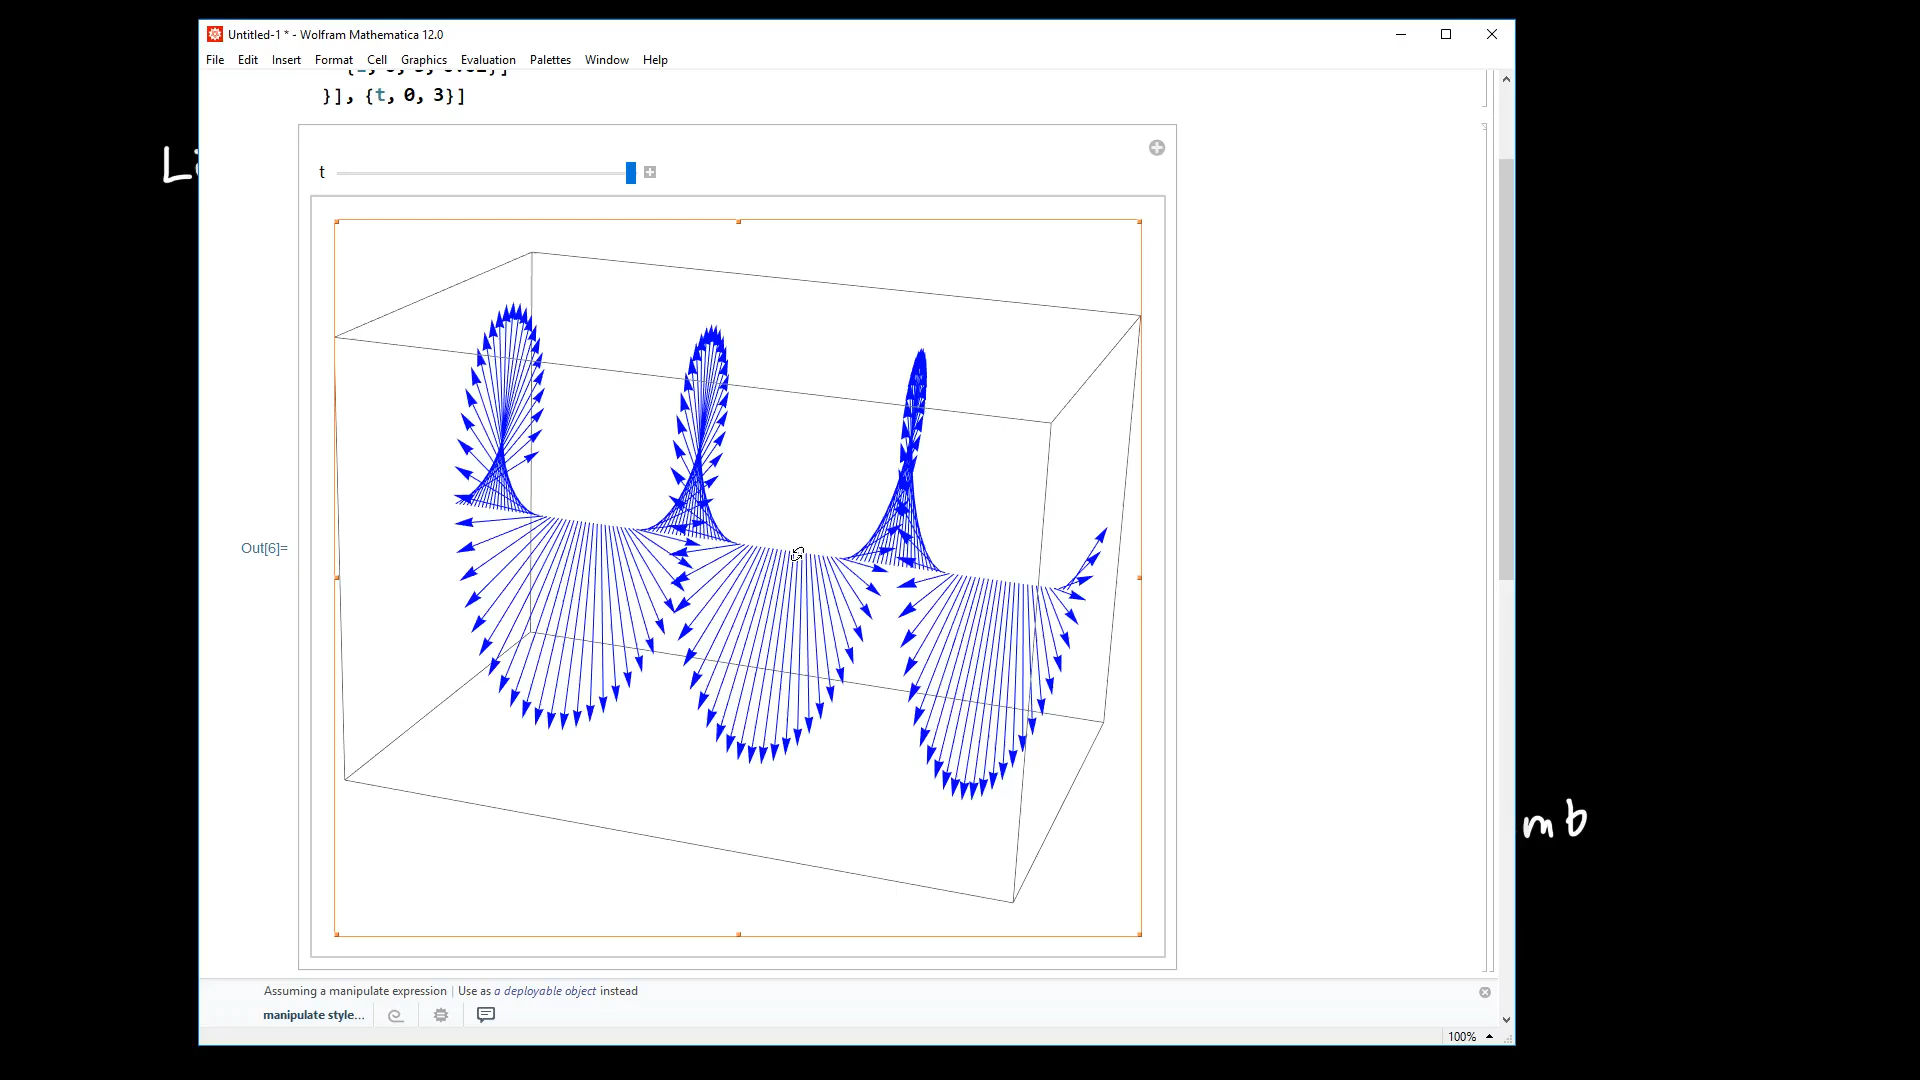 Untitled-1 * - Wolfram Mathematica 12.0
File Edit Insert Format Cell Graphics Evaluation Palettes Window Help
}], {t, 0, 3}]
Li
t
Out[6]=
mb
Assuming a manipulate expression | Use as a deployable object instead
manipulate style...
100%